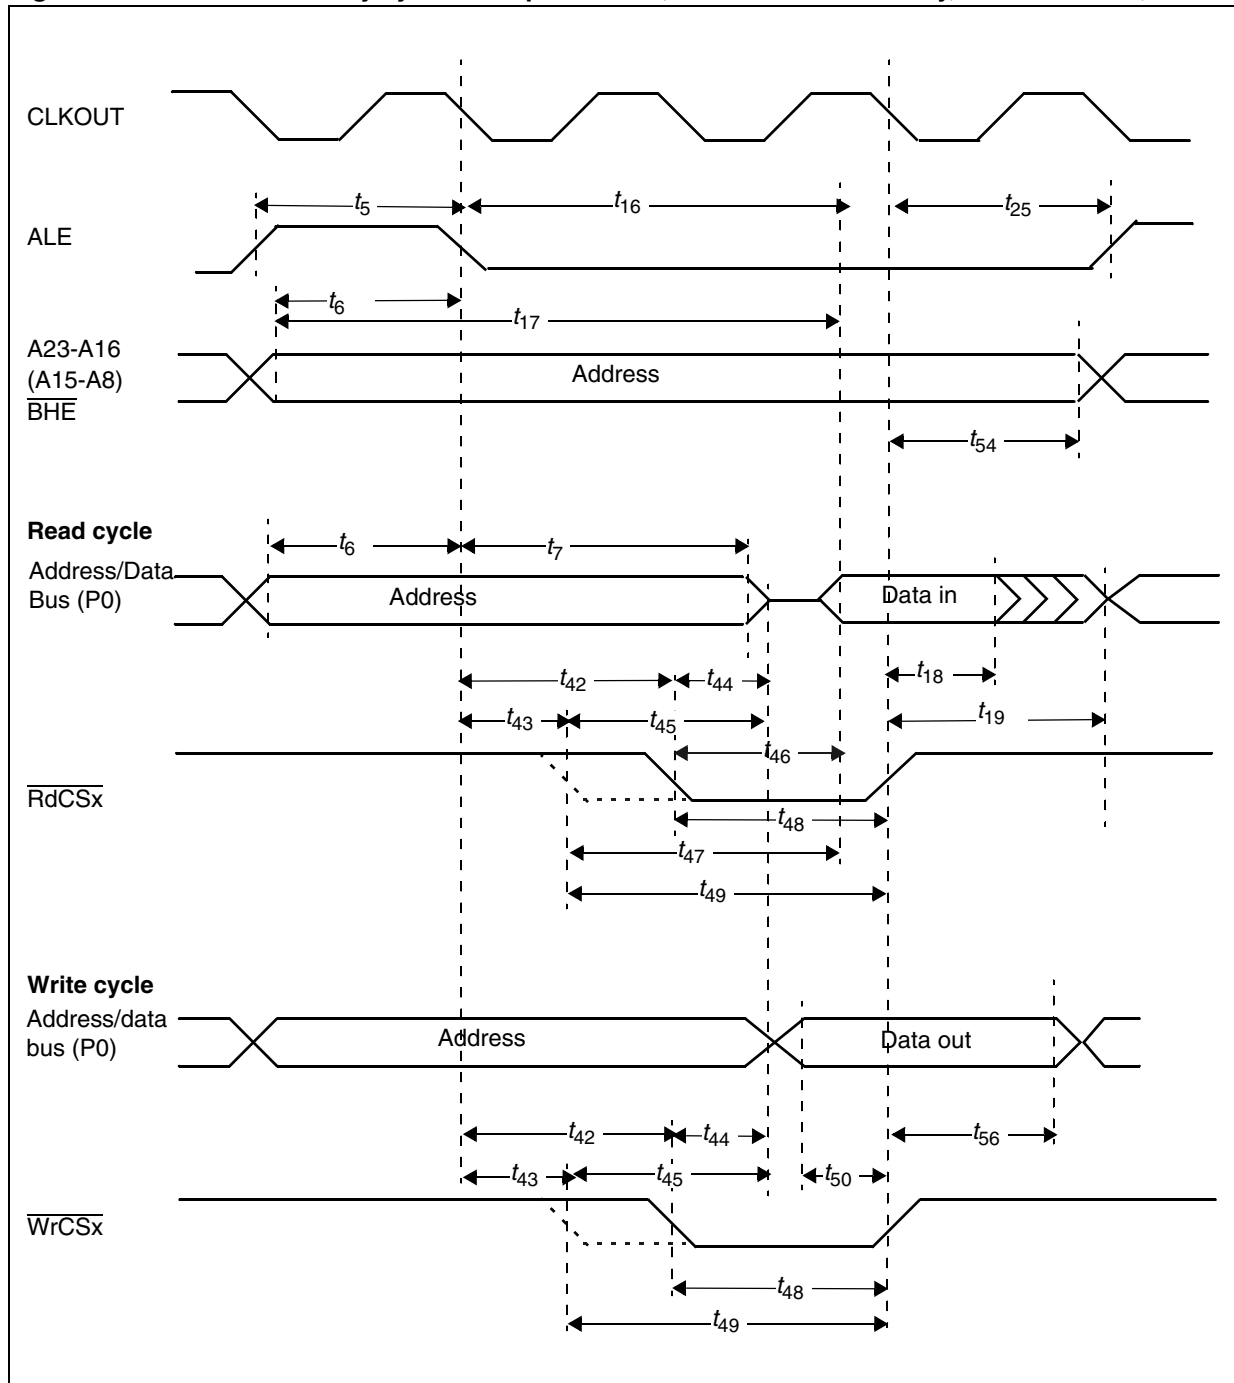 CLKOUT
t5
t16
t25
ALE
t6
t17
A23-A16
(A15-A8)
BHE
Address
t54
Read cycle
t6
t7
Address/Data
Bus (P0)
Address
Data in
t42
t44
t18
t43
t45
t19
t46
RdCSx
t48
t47
t49
Write cycle
Address/data
bus (P0)
Address
Data out
t42
t44
t56
t43
t45
t50
WrCSx
t48
t49